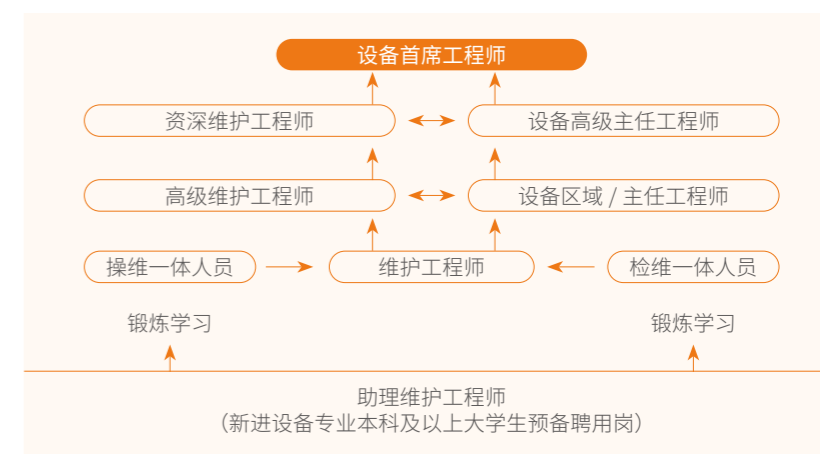 设备首席工程师
资深维护工程师
设备高级主任工程师
高级维护工程师
设备区域 / 主任工程师
操维一体人员
维护工程师
检维一体人员
锻炼学习
锻炼学习
助理维护工程师
（新进设备专业本科及以上大学生预备聘用岗）